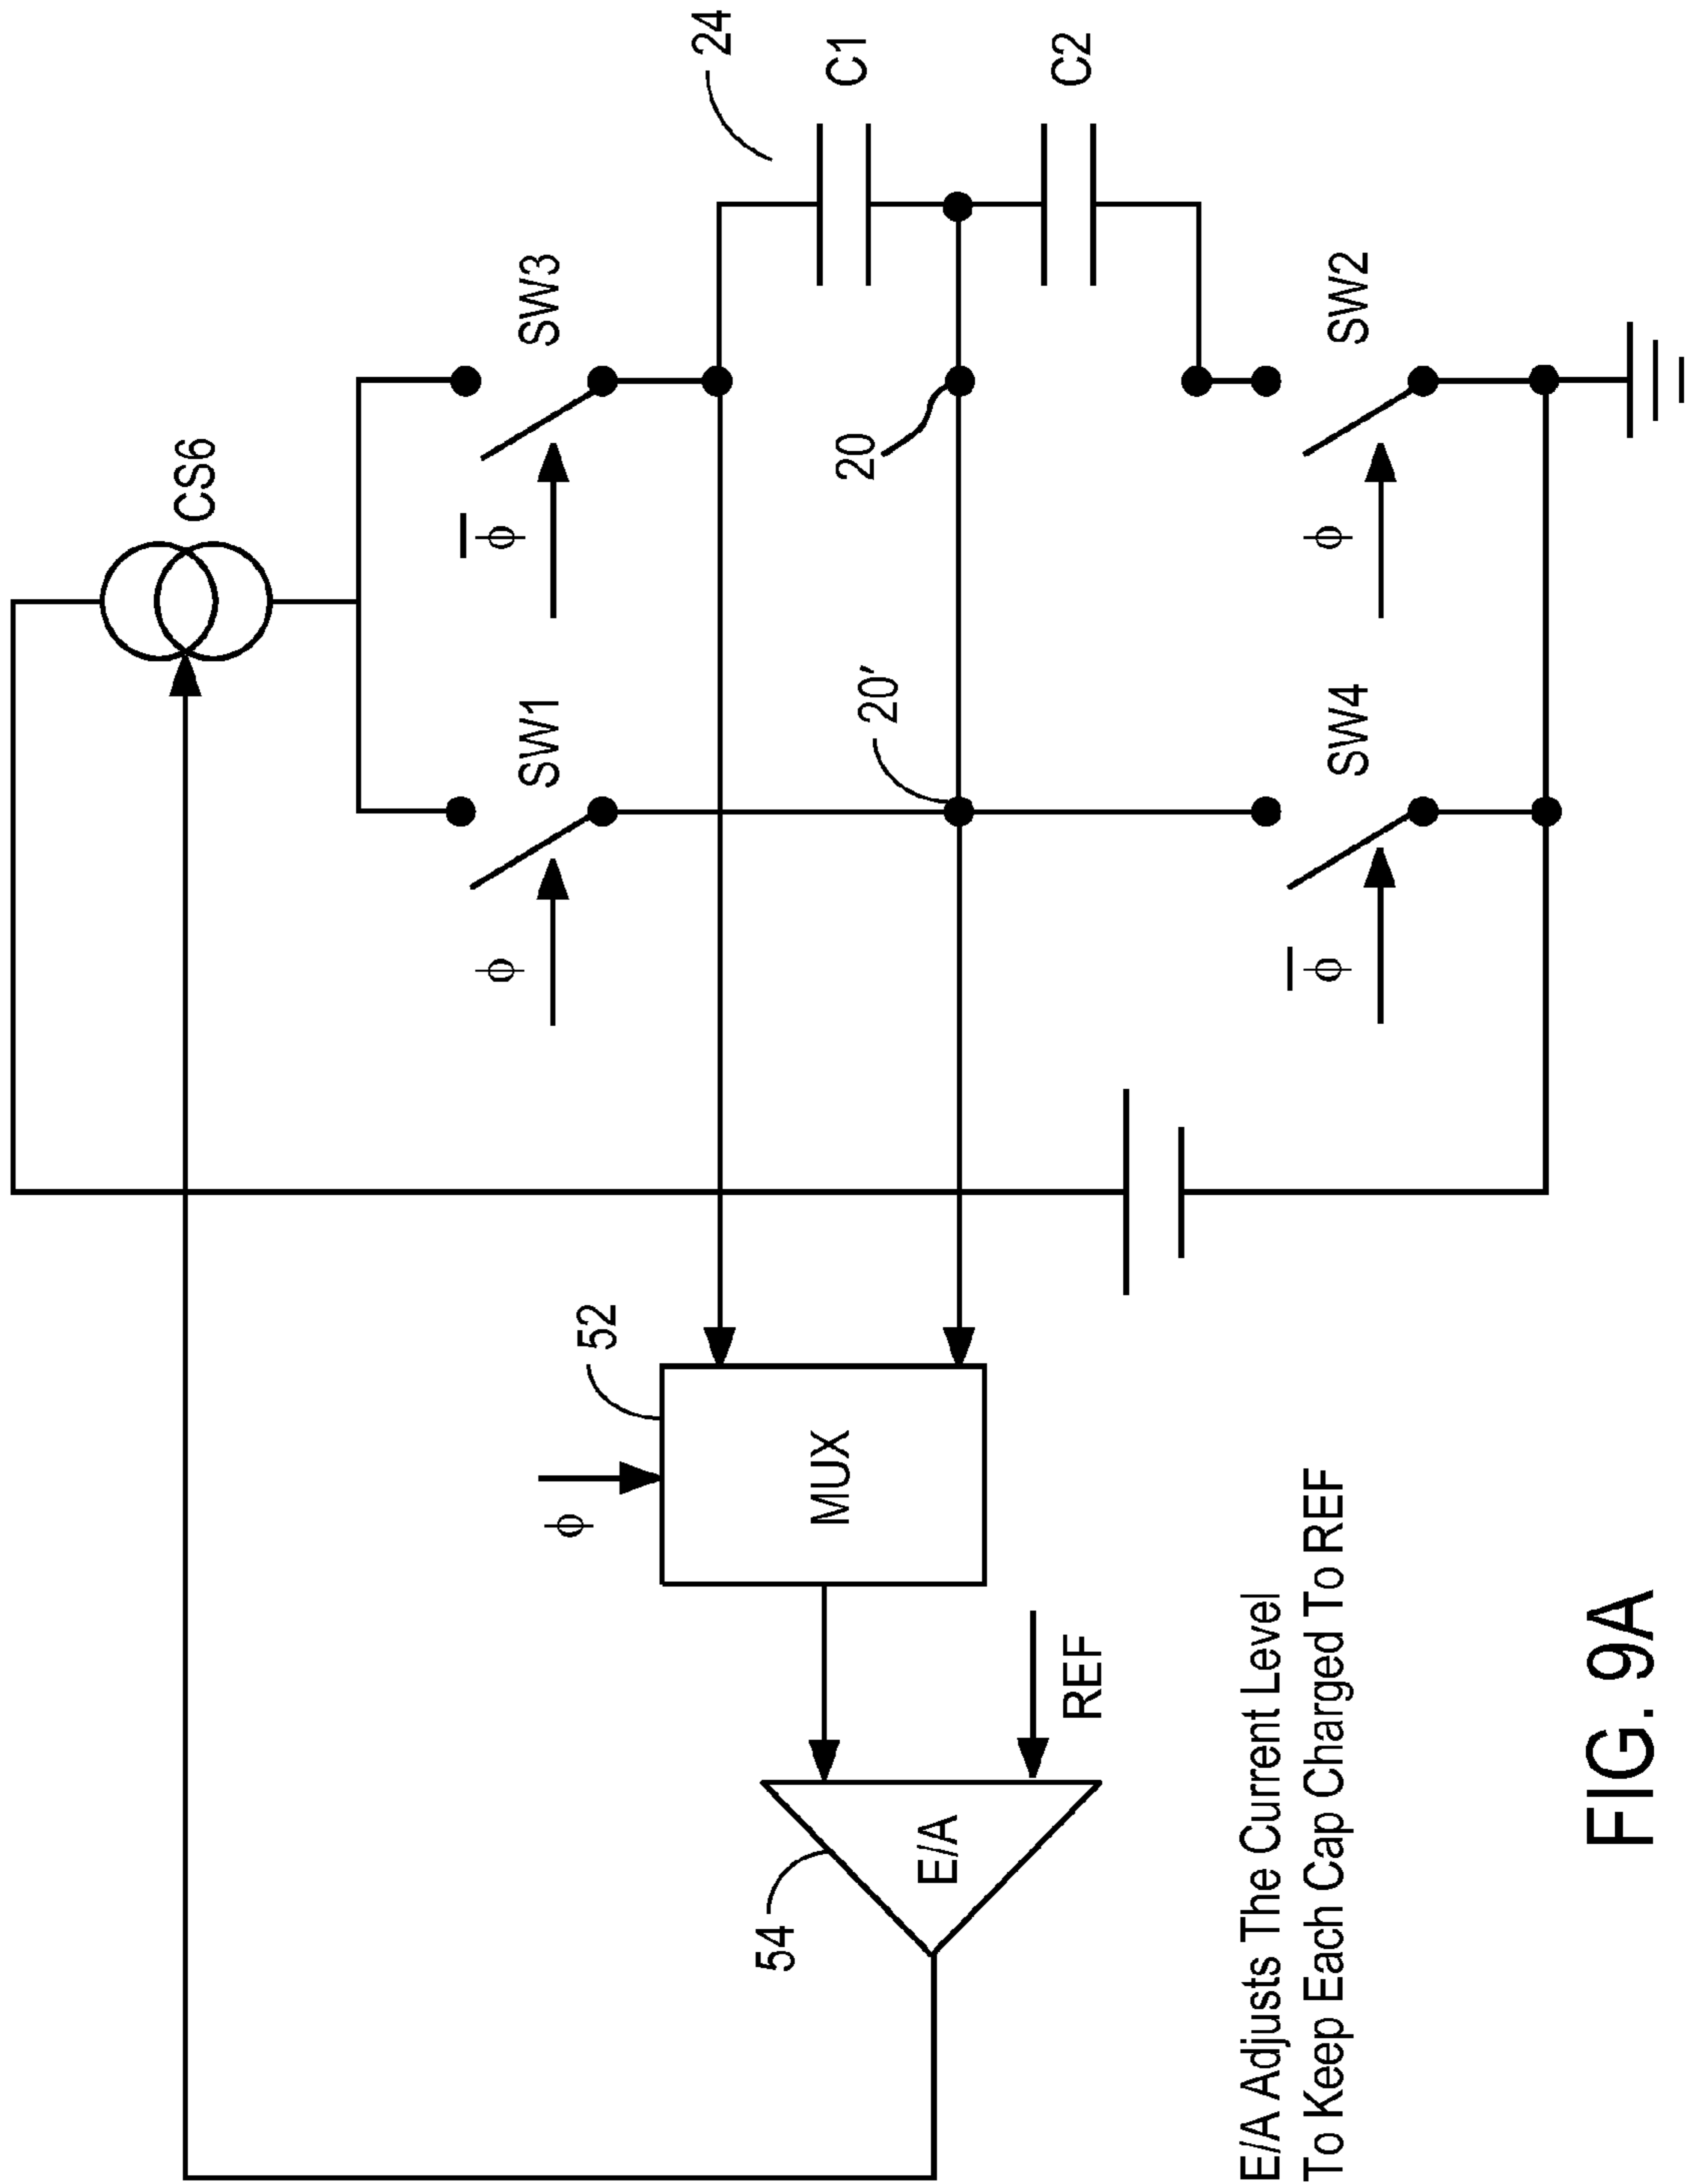 CS6
SW1
SW3
ϕ
ϕ̅
24
C1
C2
20
20′
SW4
SW2
ϕ̅
ϕ
52
ϕ
MUX
54
E/A
REF
E/A Adjusts The Current Level
To Keep Each Cap Charged To REF
FIG. 9A